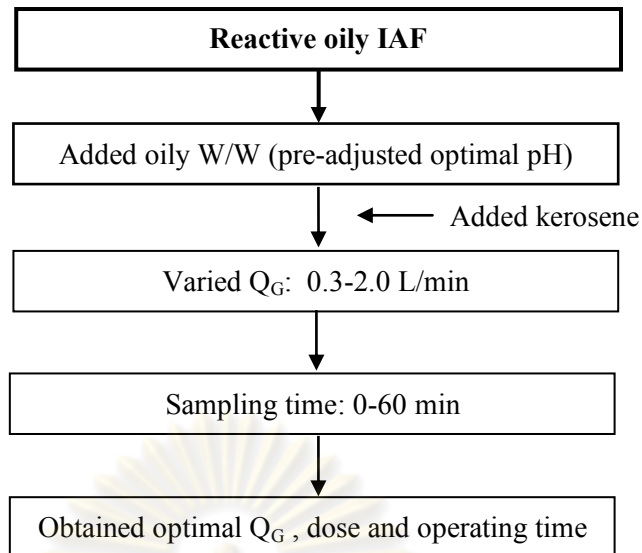 Reactive oily IAF
Added oily W/W (pre-adjusted optimal pH)
Added kerosene
Varied QG: 0.3-2.0 L/min
Sampling time: 0-60 min
Obtained optimal QG , dose and operating time